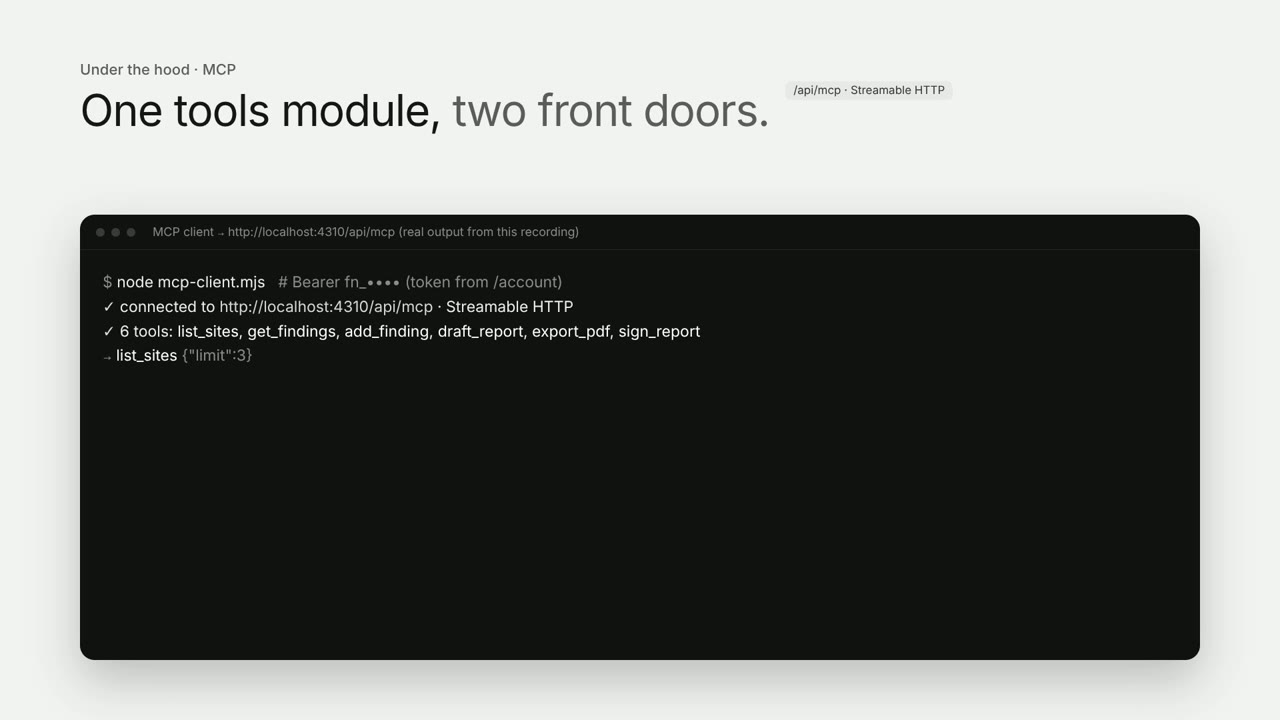 Under the hood · MCP
One tools module, two front doors.
/api/mcp · Streamable HTTP
MCP client → http://localhost:4310/api/mcp (real output from this recording)
$ node mcp-client.mjs # Bearer fn_•••• (token from /account)
✓ connected to http://localhost:4310/api/mcp · Streamable HTTP
✓ 6 tools: list_sites, get_findings, add_finding, draft_report, export_pdf, sign_report
→ list_sites {"limit":3}